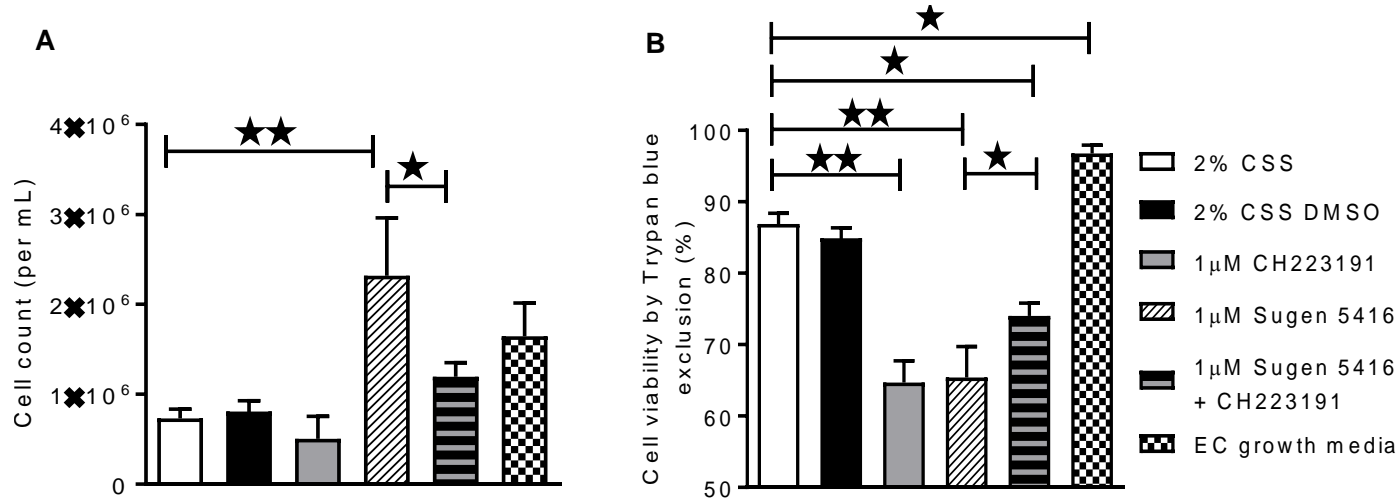 A
Cell count (per mL)
4✖10⁶
3✖10⁶
2✖10⁶
1✖10⁶
0
★★
★
B
Cell viability by Trypan blue
exclusion (%)
100
90
80
70
60
50
★
★
★★
★★
★
2% CSS
2% CSS DMSO
1μM CH223191
1μM Sugen 5416
1μM Sugen 5416
+ CH223191
EC growth media